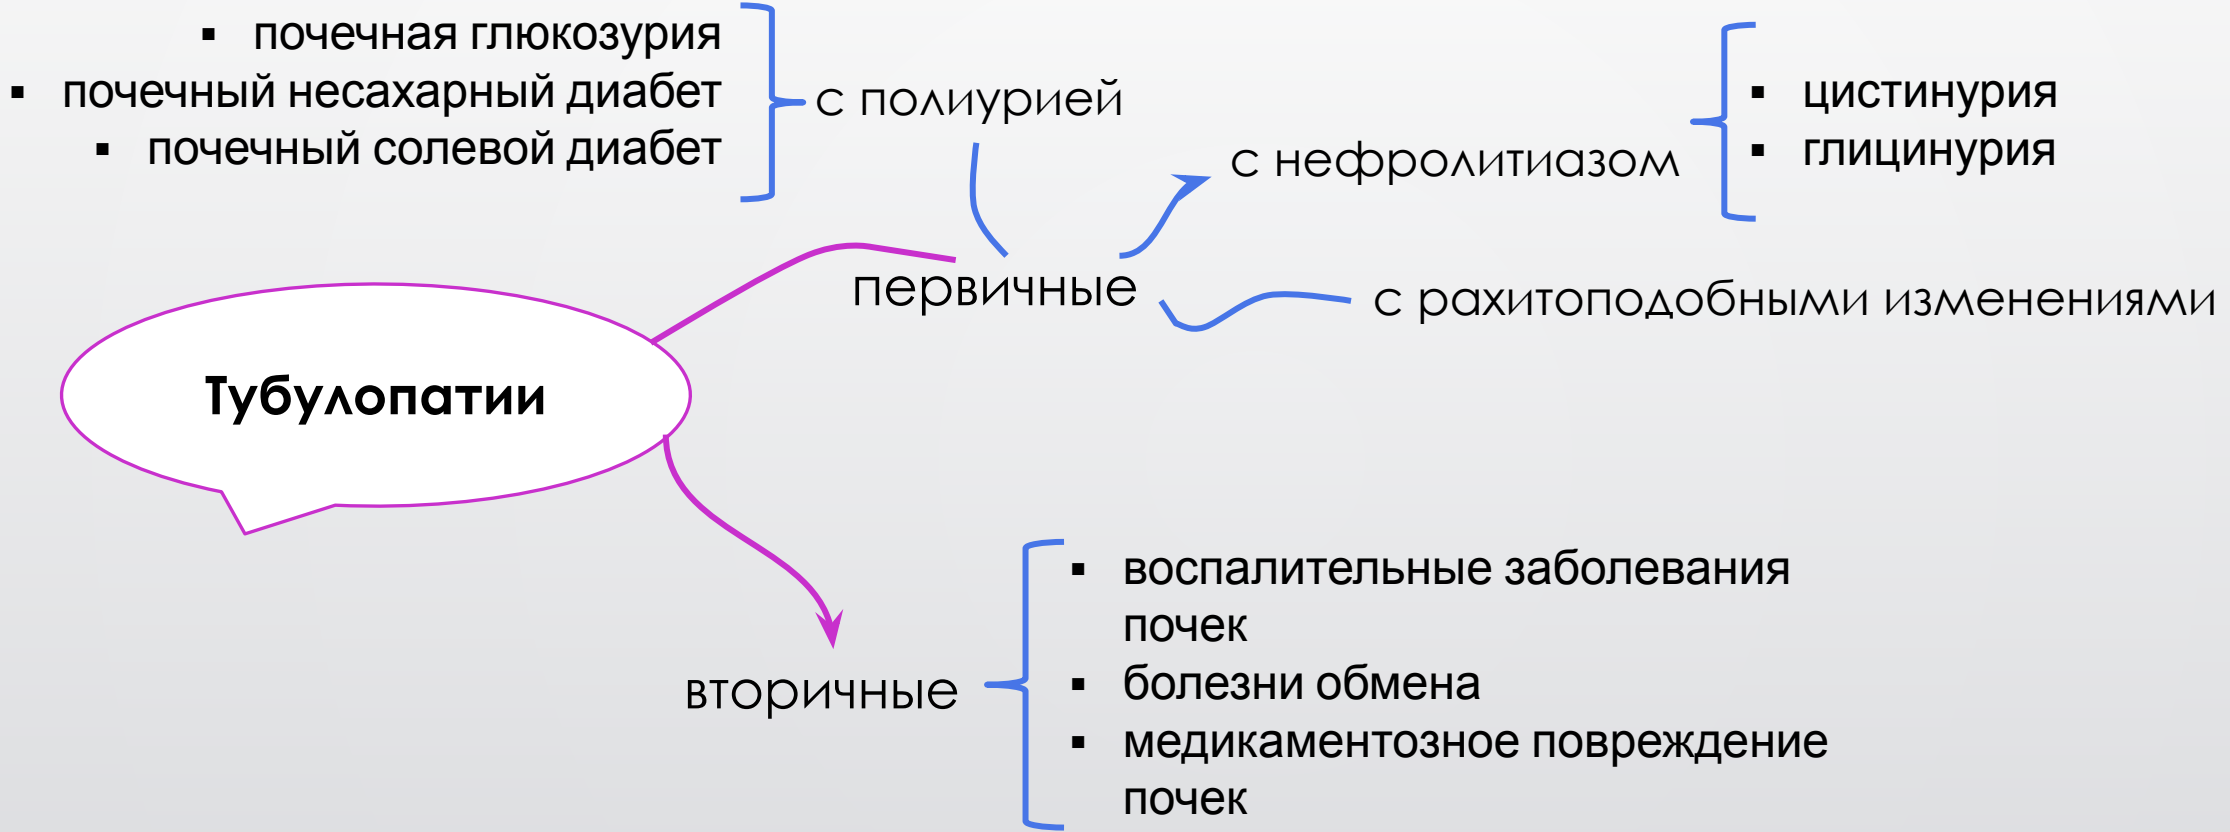 ▪ почечная глюкозурия
▪ почечный несахарный диабет
▪ почечный солевой диабет
с полиурией
с нефролитиазом
▪ цистинурия
▪ глицинурия
первичные
с рахитоподобными изменениями
Тубулопатии
вторичные
▪ воспалительные заболевания
почек
▪ болезни обмена
▪ медикаментозное повреждение
почек